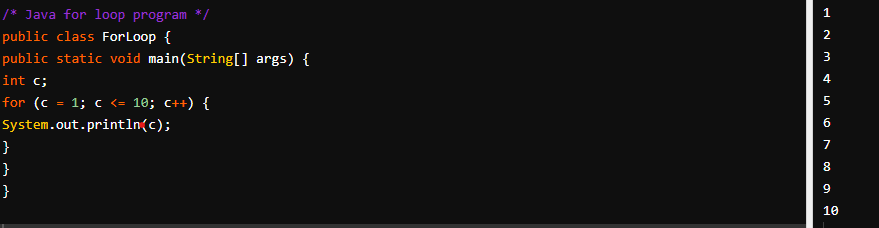 /* Java for loop program */
public class ForLoop {
public static void main(String[] args) {
int c;
for (c = 1; c <= 10; c++) {
System.out.println(c);
}
}
}
1
2
3
4
5
6
7
8
9
10